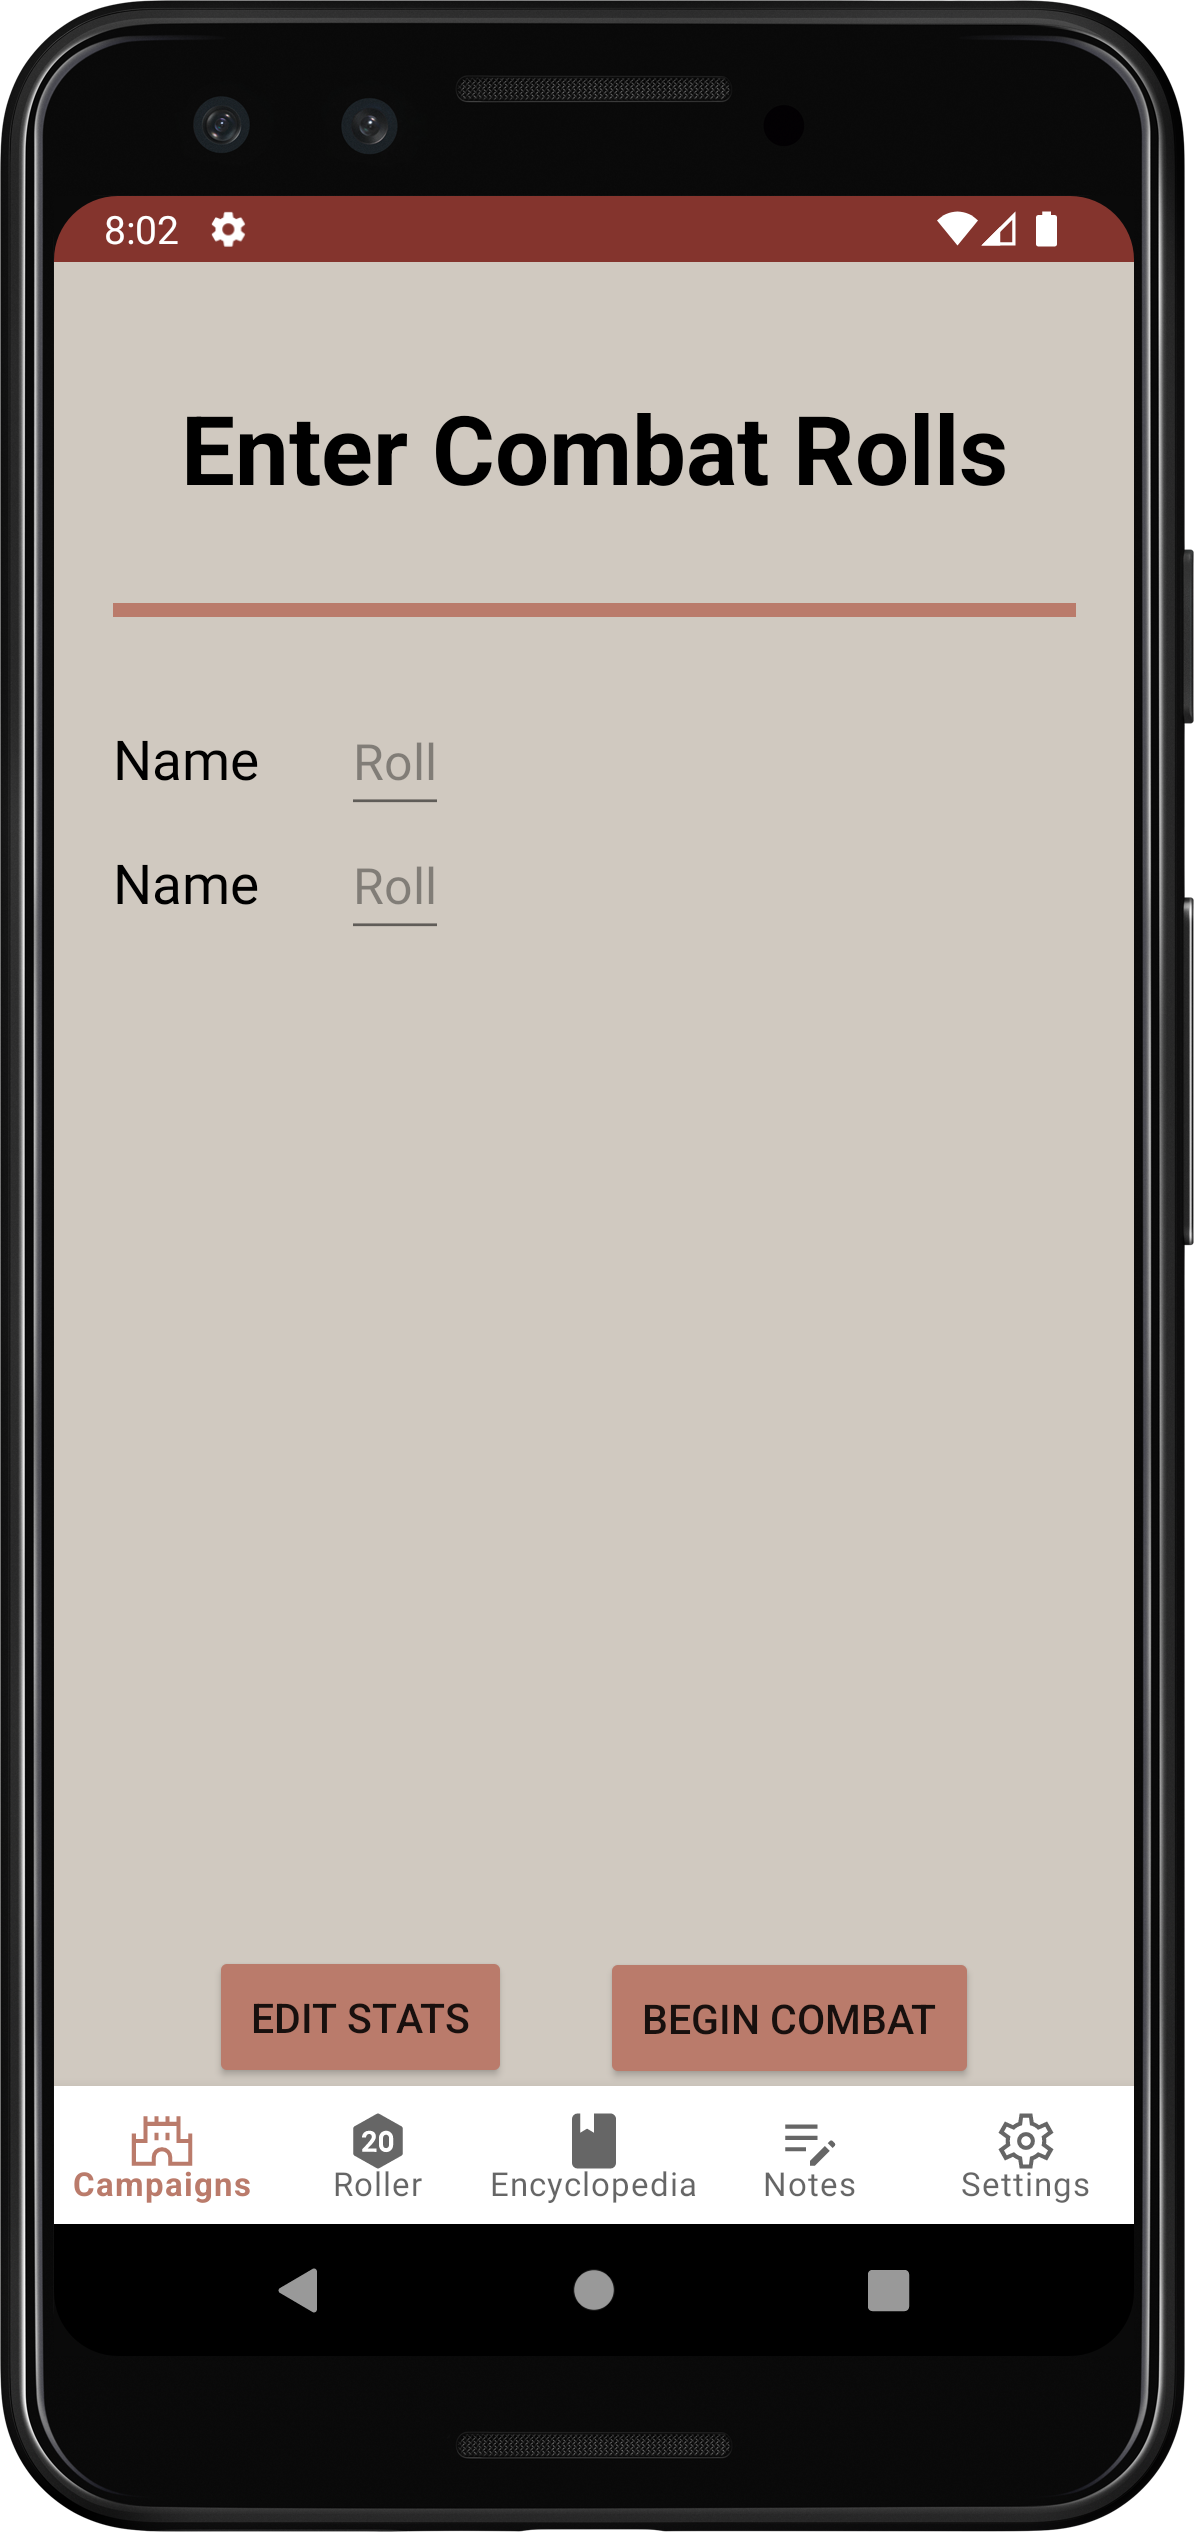 8:02
Enter Combat Rolls
Name Roll
Name Roll
EDIT STATS BEGIN COMBAT
20
Campaigns Roller Encyclopedia Notes Settings